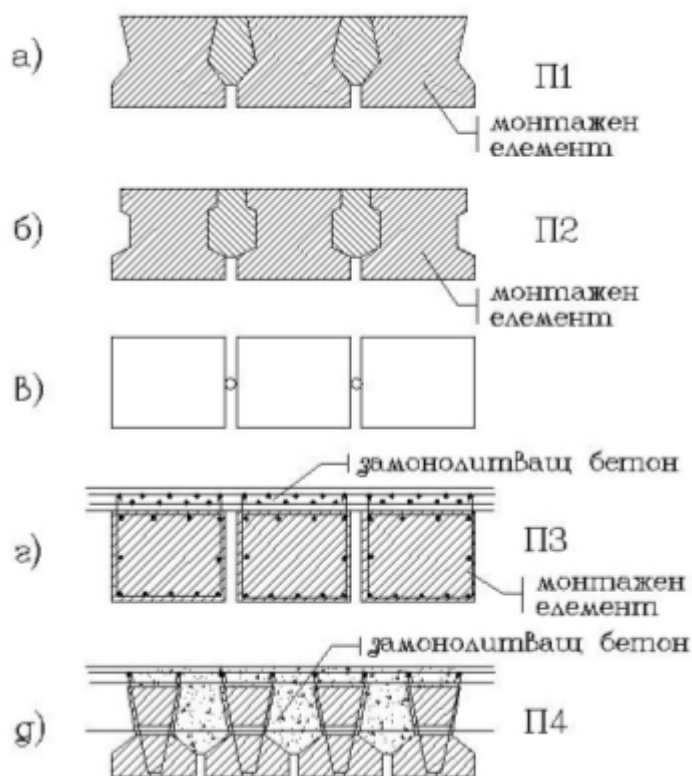 а)
П1
монтажен
елемент
б)
П2
монтажен
елемент
в)
замонолитващ бетон
г)
П3
монтажен
елемент
замонолитващ бетон
д)
П4